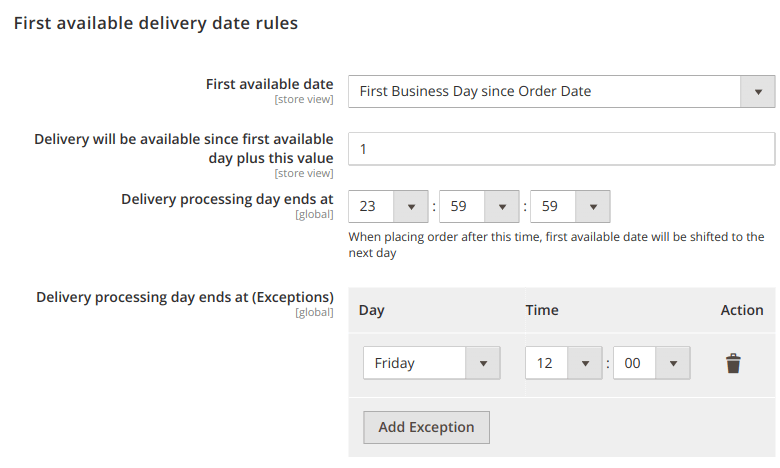 First available delivery date rules
First available date
[store view]
First Business Day since Order Date
Delivery will be available since first available
day plus this value
[store view]
1
Delivery processing day ends at
[global]
23 : 59 : 59
When placing order after this time, first available date will be shifted to the
next day
Delivery processing day ends at (Exceptions)
[global]
Day Time Action
Friday 12 : 00
Add Exception